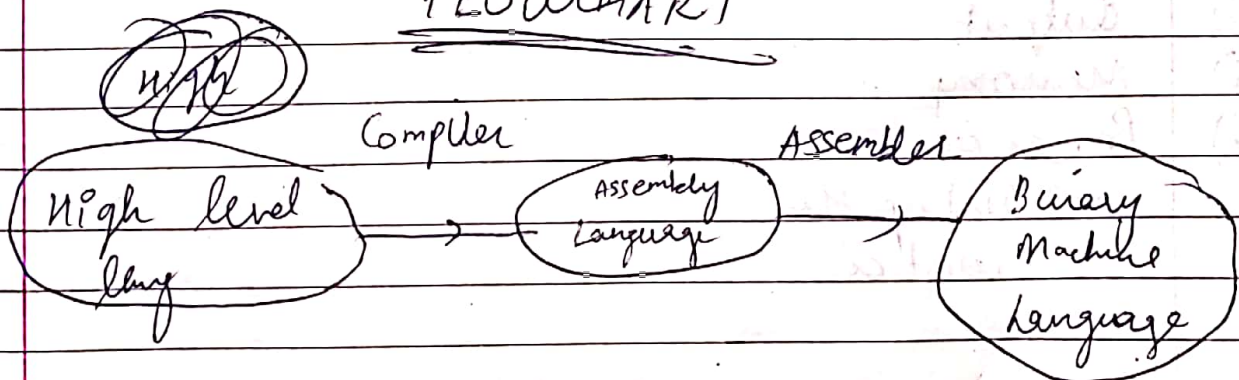 FLOWCHART
High
Compiler
Assembler
High level
lang
Assembly
Language
Binary
Machine
Language